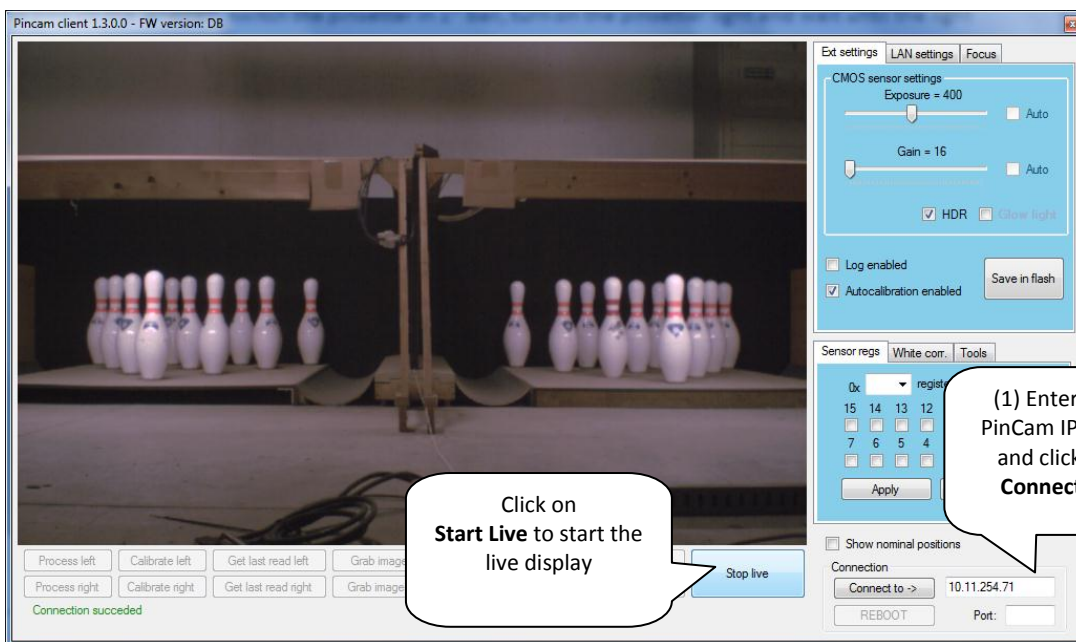 Pincam client 1.3.0.0 - FW version: DB
Ext settings LAN settings Focus
CMOS sensor settings
Exposure = 400
Auto
Gain = 16
Auto
HDR Glow light
Log enabled
Autocalibration enabled
Save in flash
Sensor regs White corr. Tools
0x
15 14 13 12
7 6 5 4
Apply
(1) Enter
PinCam IP
and click
Connect
Click on
Start Live to start the
live display
Show nominal positions
Process left Calibrate left Get last read left Grab image
Stop live
Process right Calibrate right Get last read right Grab image
Connection succeded
Connection
Connect to -> 10.11.254.71
REBOOT Port: